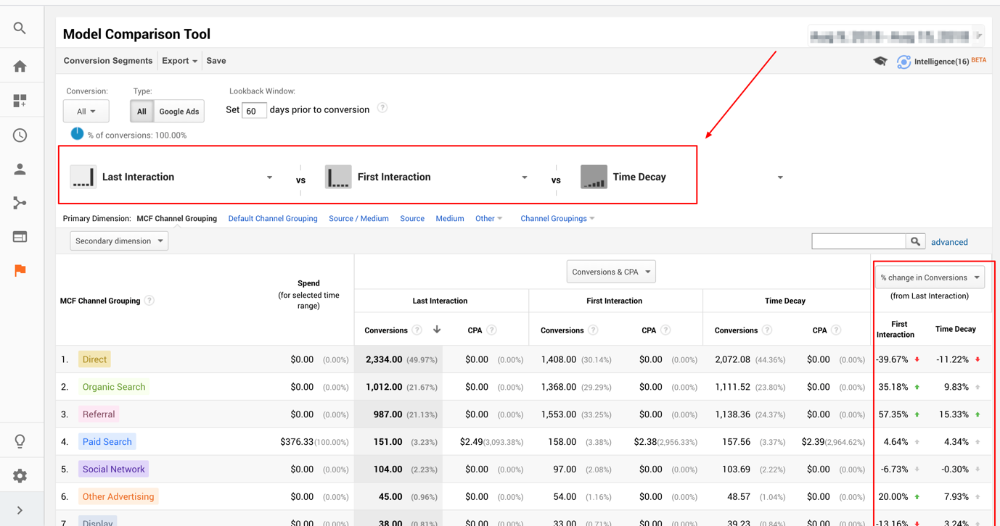 Model Comparison Tool
Conversion Segments Export Save
Intelligence(16) BETA
Conversion: Type: Lookback Window:
All All Google Ads Set 60 days prior to conversion ?
% of conversions: 100.00%
Last Interaction vs First Interaction vs Time Decay
Primary Dimension: MCF Channel Grouping Default Channel Grouping Source / Medium Source Medium Other Channel Groupings
Secondary dimension advanced
Conversions & CPA % change in Conversions
(from Last Interaction)
MCF Channel Grouping ? Spend
(for selected time
range)
Last Interaction First Interaction Time Decay First
Interaction Time Decay
Conversions ? CPA ? Conversions ? CPA ? Conversions ? CPA ?
1. Direct $0.00 (0.00%) 2,334.00 (49.97%) $0.00 (0.00%) 1,408.00 (30.14%) $0.00 (0.00%) 2,072.08 (44.36%) $0.00 (0.00%) -39.67% -11.22%
2. Organic Search $0.00 (0.00%) 1,012.00 (21.67%) $0.00 (0.00%) 1,368.00 (29.29%) $0.00 (0.00%) 1,111.52 (23.80%) $0.00 (0.00%) 35.18% 9.83%
3. Referral $0.00 (0.00%) 987.00 (21.13%) $0.00 (0.00%) 1,553.00 (33.25%) $0.00 (0.00%) 1,138.36 (24.37%) $0.00 (0.00%) 57.35% 15.33%
4. Paid Search $376.33(100.00%) 151.00 (3.23%) $2.49(3,093.38%) 158.00 (3.38%) $2.38(2,956.33%) 157.56 (3.37%) $2.39(2,964.62%) 4.64% 4.34%
5. Social Network $0.00 (0.00%) 104.00 (2.23%) $0.00 (0.00%) 97.00 (2.08%) $0.00 (0.00%) 103.69 (2.22%) $0.00 (0.00%) -6.73% -0.30%
6. Other Advertising $0.00 (0.00%) 45.00 (0.96%) $0.00 (0.00%) 54.00 (1.16%) $0.00 (0.00%) 48.57 (1.04%) $0.00 (0.00%) 20.00% 7.93%
7. Display $0.00 (0.00%) 38.00 (0.81%) $0.00 (0.00%) 33.00 (0.71%) $0.00 (0.00%) 39.23 (0.84%) $0.00 (0.00%) -13.16% 3.24%